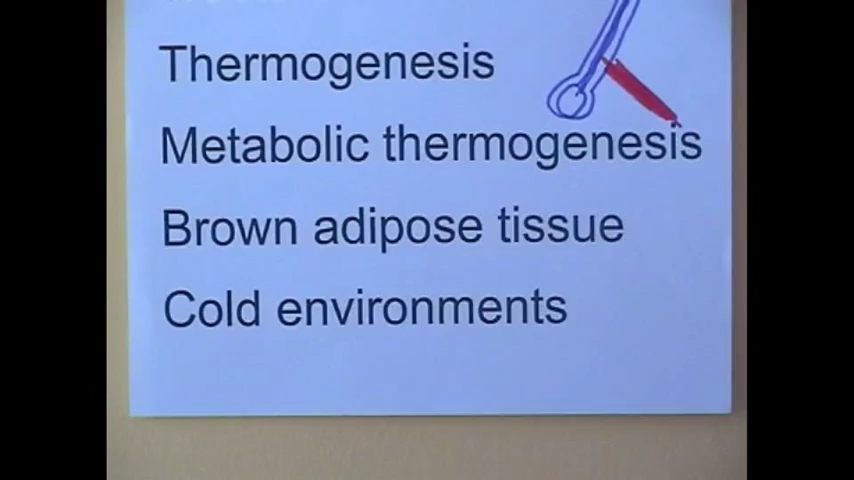 Thermogenesis
Metabolic thermogenesis
Brown adipose tissue
Cold environments